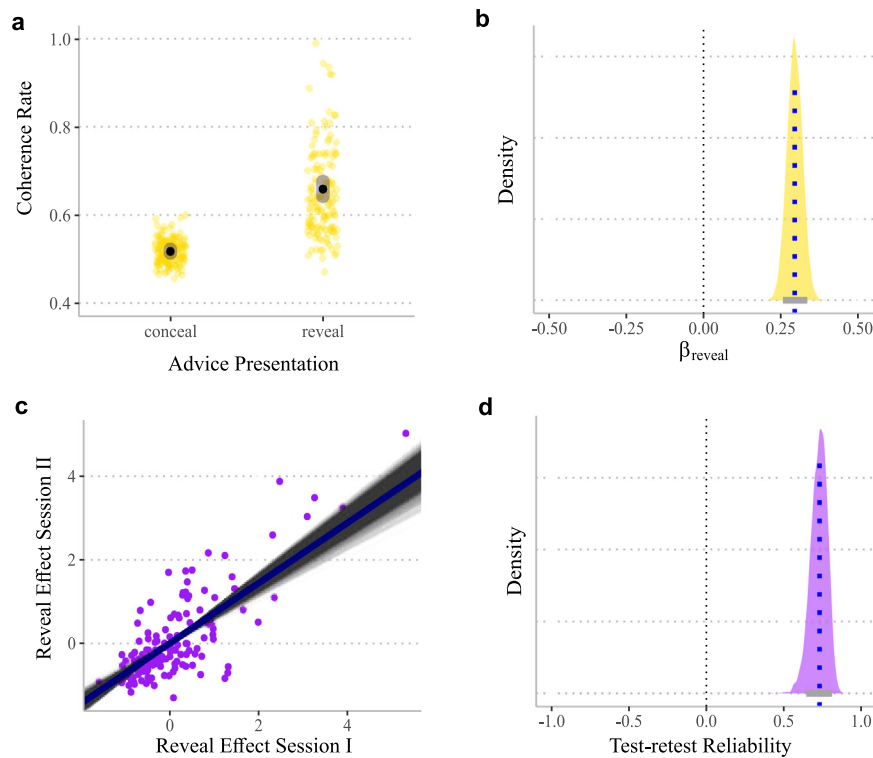 a
Coherence Rate
1.0
0.8
0.6
0.4
conceal
reveal
Advice Presentation
b
Density
-0.50
-0.25
0.00
0.25
0.50
βreveal
c
Reveal Effect Session II
4
2
0
0
2
4
Reveal Effect Session I
d
Density
-1.0
-0.5
0.0
0.5
1.0
Test-retest Reliability